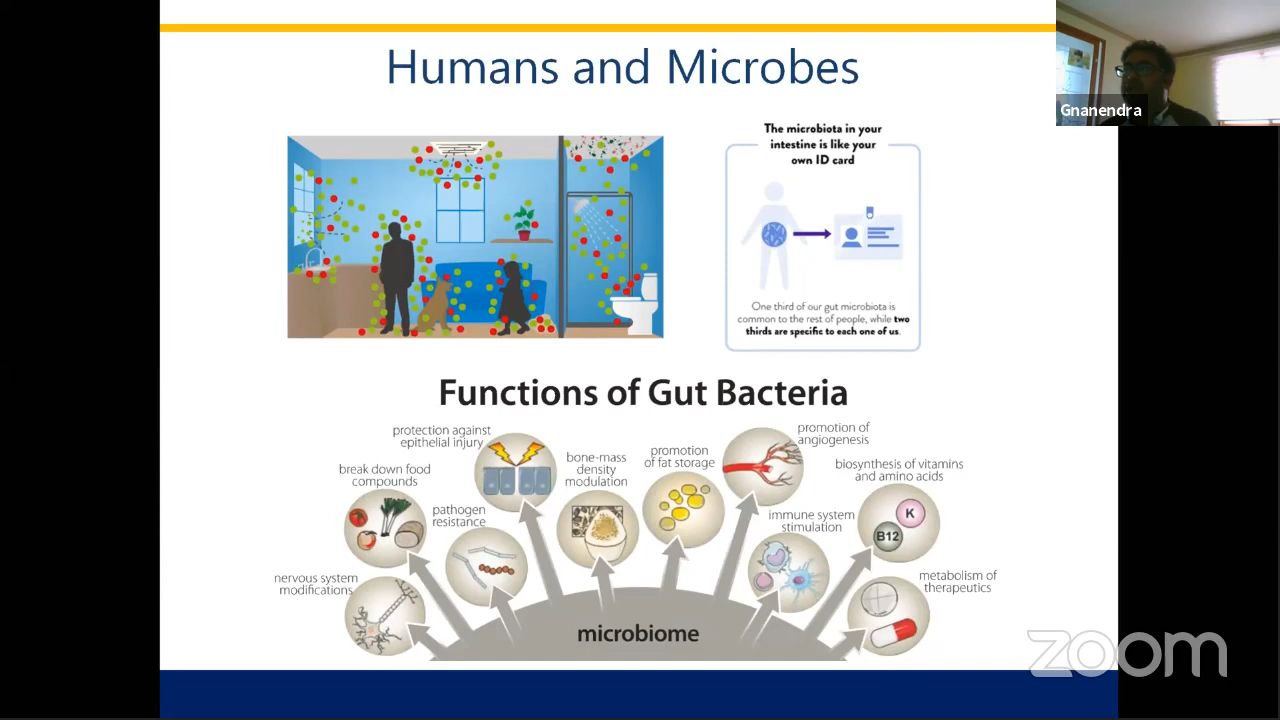 Humans and Microbes
Gnanendra
The microbiota in your
intestine is like your
own ID card
One third of our gut microbiota is
common to the rest of people, while two
thirds are specific to each one of us.
Functions of Gut Bacteria
protection against
epithelial injury
promotion of
angiogenesis
bone-mass
density
modulation
promotion
of fat storage
break down food
compounds
biosynthesis of vitamins
and amino acids
K
B12
pathogen
resistance
immune system
stimulation
nervous system
modifications
metabolism of
therapeutics
microbiome
zoom